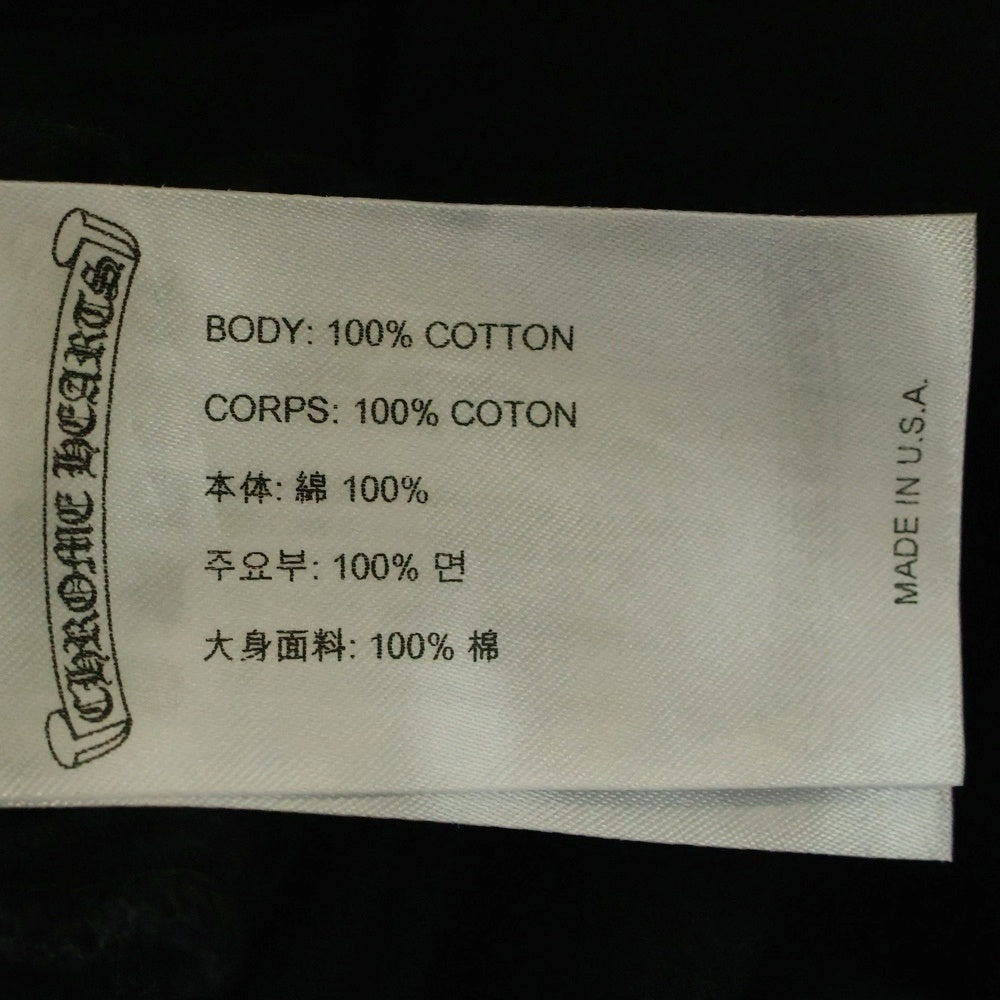 CHROME HEARTS
BODY: 100% COTTON
CORPS: 100% COTON
本体: 綿 100%
주요부: 100% 면
大身面料: 100% 棉
MADE IN U.S.A.